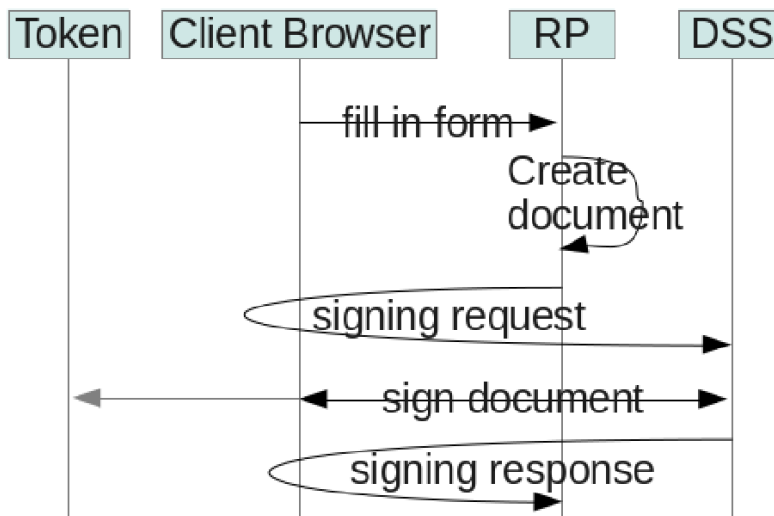 Token
Client Browser
RP
DSS
fill in form
Create
document
signing request
sign document
signing response